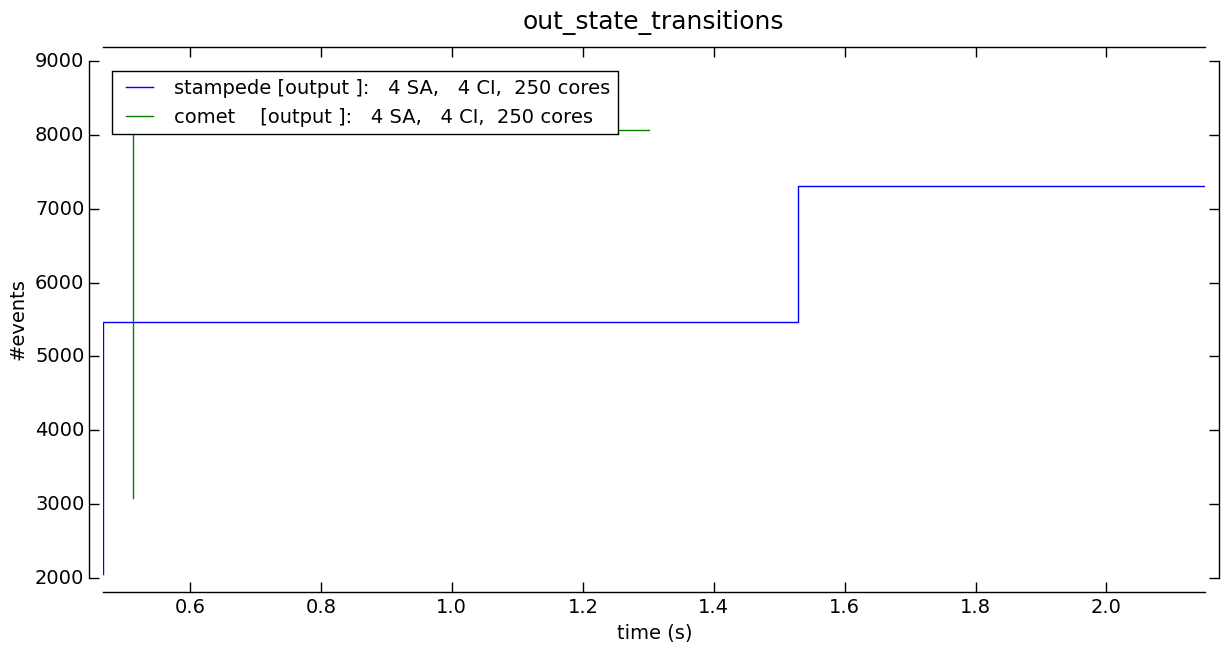 out_state_transitions
9000
8000
7000
6000
5000
4000
3000
2000
#events
stampede [output ]:   4 SA,   4 CI,  250 cores
comet    [output ]:   4 SA,   4 CI,  250 cores
0.6 0.8 1.0 1.2 1.4 1.6 1.8 2.0
time (s)